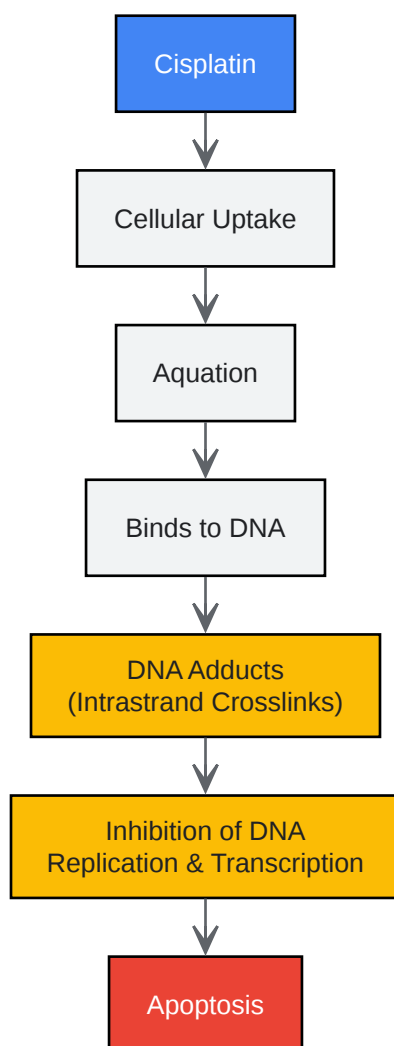 Cisplatin
Cellular Uptake
Aquation
Binds to DNA
DNA Adducts
(Intrastrand Crosslinks)
Inhibition of DNA
Replication & Transcription
Apoptosis